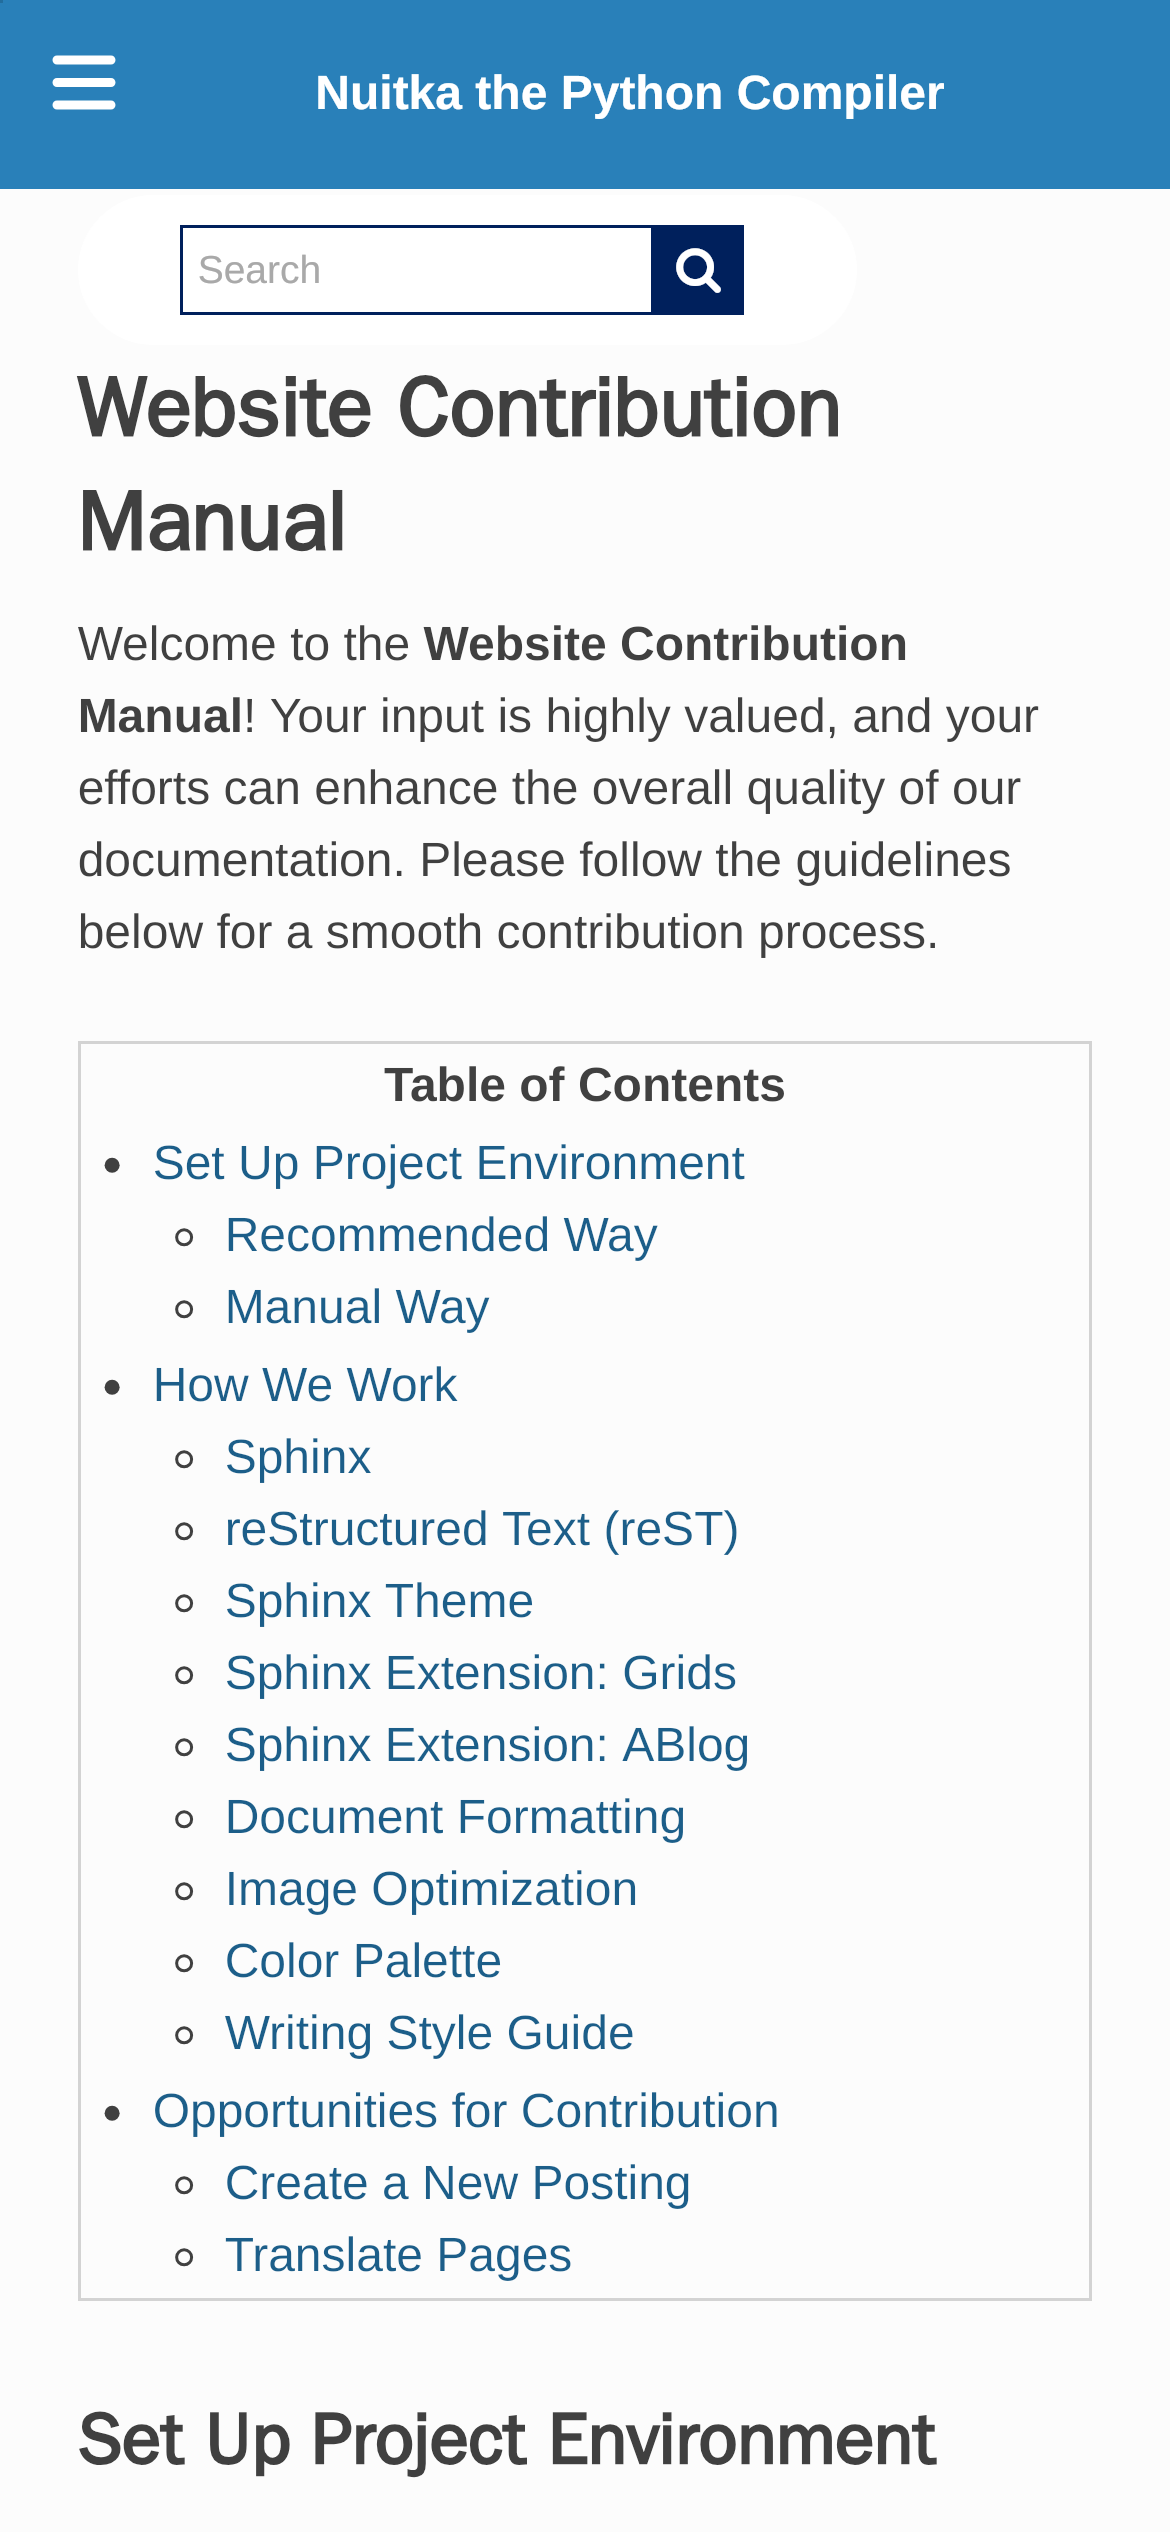 Nuitka the Python Compiler
Search
Website Contribution
Manual
Welcome to the Website Contribution
Manual! Your input is highly valued, and your
efforts can enhance the overall quality of our
documentation. Please follow the guidelines
below for a smooth contribution process.
Table of Contents
Set Up Project Environment
Recommended Way
Manual Way
How We Work
Sphinx
reStructured Text (reST)
Sphinx Theme
Sphinx Extension: Grids
Sphinx Extension: ABlog
Document Formatting
Image Optimization
Color Palette
Writing Style Guide
Opportunities for Contribution
Create a New Posting
Translate Pages
Set Up Project Environment